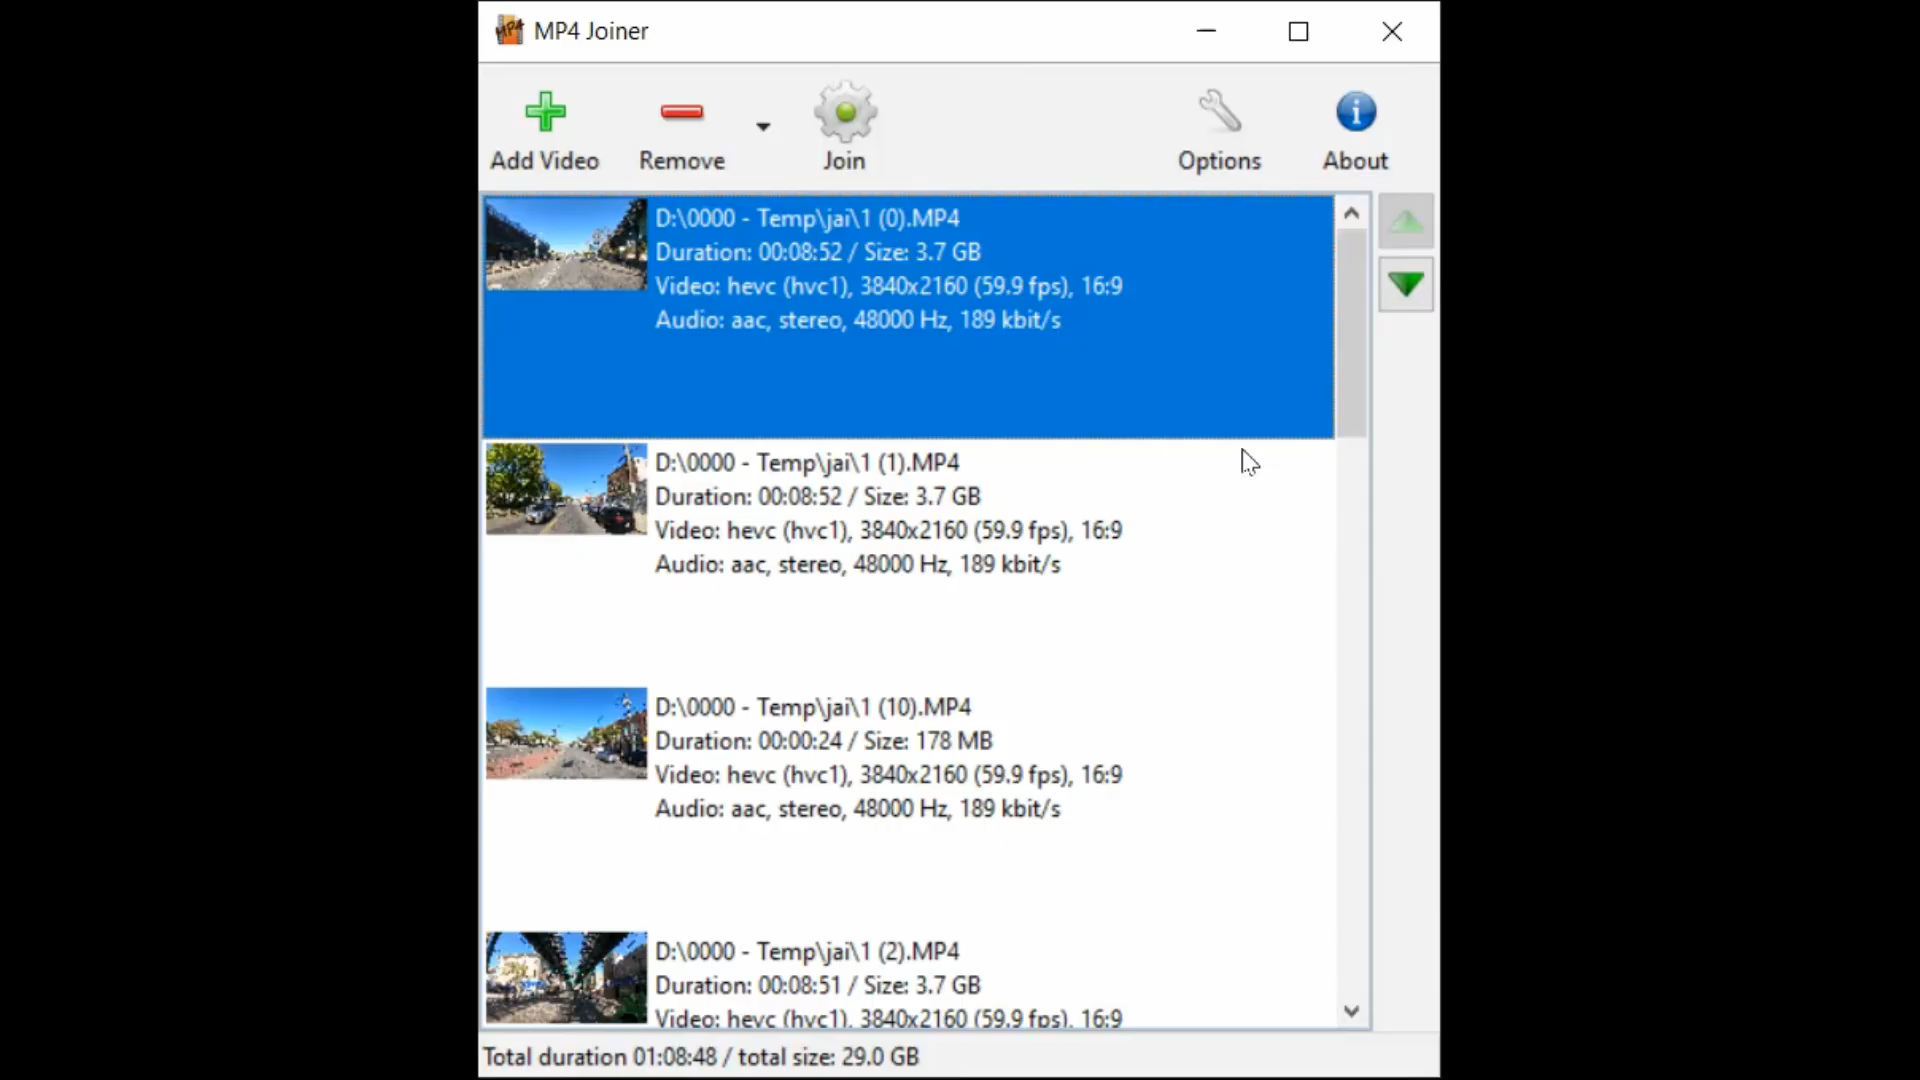 MP4 Joiner
Add Video
Remove
Join
Options
About
D:\0000 - Temp\jai\1 (0).MP4
Duration: 00:08:52 / Size: 3.7 GB
Video: hevc (hvc1), 3840x2160 (59.9 fps), 16:9
Audio: aac, stereo, 48000 Hz, 189 kbit/s
D:\0000 - Temp\jai\1 (1).MP4
Duration: 00:08:52 / Size: 3.7 GB
Video: hevc (hvc1), 3840x2160 (59.9 fps), 16:9
Audio: aac, stereo, 48000 Hz, 189 kbit/s
D:\0000 - Temp\jai\1 (10).MP4
Duration: 00:00:24 / Size: 178 MB
Video: hevc (hvc1), 3840x2160 (59.9 fps), 16:9
Audio: aac, stereo, 48000 Hz, 189 kbit/s
D:\0000 - Temp\jai\1 (2).MP4
Duration: 00:08:51 / Size: 3.7 GB
Video: hevc (hvc1), 3840x2160 (59.9 fps), 16:9
Total duration 01:08:48 / total size: 29.0 GB